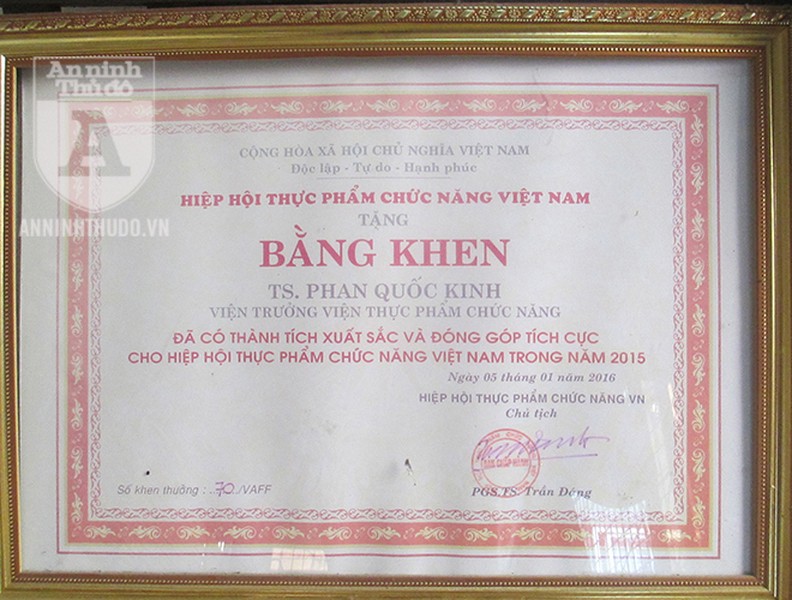 An ninh
Thủ đô
A
ANNINHTHUDO.VN
CỘNG HÒA XÃ HỘI CHỦ NGHĨA VIỆT NAM
Độc lập - Tự do - Hạnh phúc
HIỆP HỘI THỰC PHẨM CHỨC NĂNG VIỆT NAM
TẶNG
BẰNG KHEN
TS. PHAN QUỐC KINH
VIỆN TRƯỞNG VIỆN THỰC PHẨM CHỨC NĂNG
ĐÃ CÓ THÀNH TÍCH XUẤT SẮC VÀ ĐÓNG GÓP TÍCH CỰC
CHO HIỆP HỘI THỰC PHẨM CHỨC NĂNG VIỆT NAM TRONG NĂM 2015
Ngày 05 tháng 01 năm 2016
HIỆP HỘI THỰC PHẨM CHỨC NĂNG VN
Chủ tịch
BAN CHẤP HÀNH
Số khen thưởng : ..70../VAFF
PGS.TS. Trần Đáng